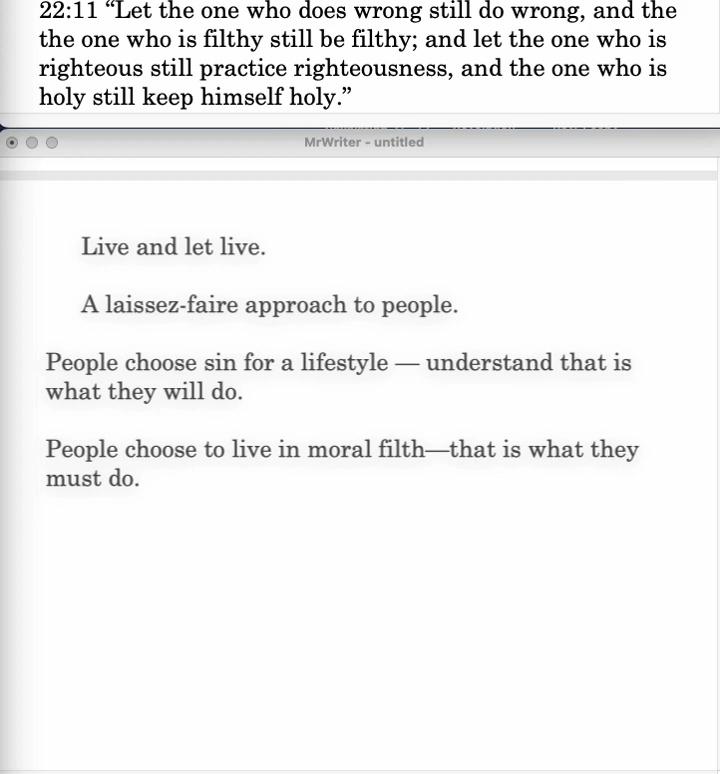 22:11 “Let the one who does wrong still do wrong, and the
the one who is filthy still be filthy; and let the one who is
righteous still practice righteousness, and the one who is
holy still keep himself holy.”
MrWriter - untitled
Live and let live.
A laissez-faire approach to people.
People choose sin for a lifestyle — understand that is
what they will do.
People choose to live in moral filth—that is what they
must do.